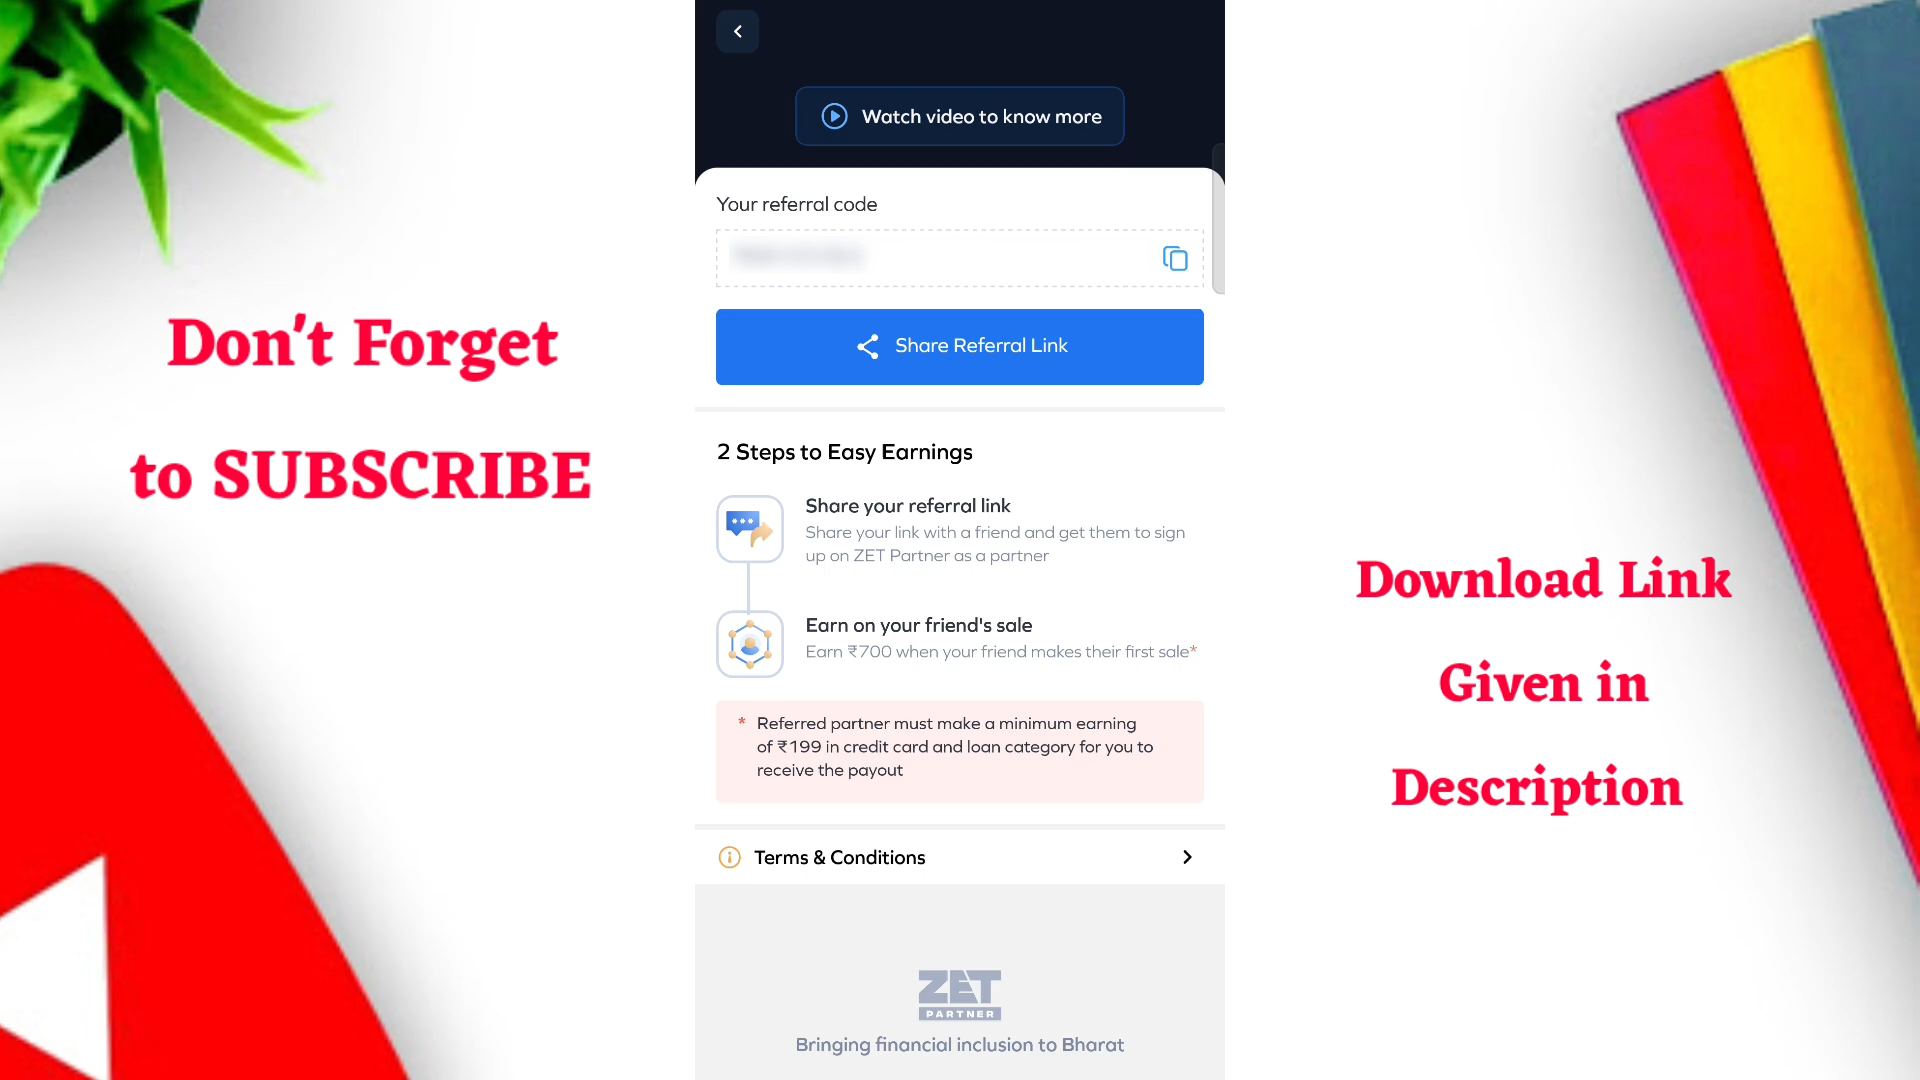 Watch video to know more
Your referral code
Share Referral Link
2 Steps to Easy Earnings
Share your referral link
Share your link with a friend and get them to sign
up on ZET Partner as a partner
Earn on your friend's sale
Earn ₹700 when your friend makes their first sale*
* Referred partner must make a minimum earning
of ₹199 in credit card and loan category for you to
receive the payout
Terms & Conditions
ZET
PARTNER
Bringing financial inclusion to Bharat
Don't Forget
to SUBSCRIBE
Download Link
Given in
Description